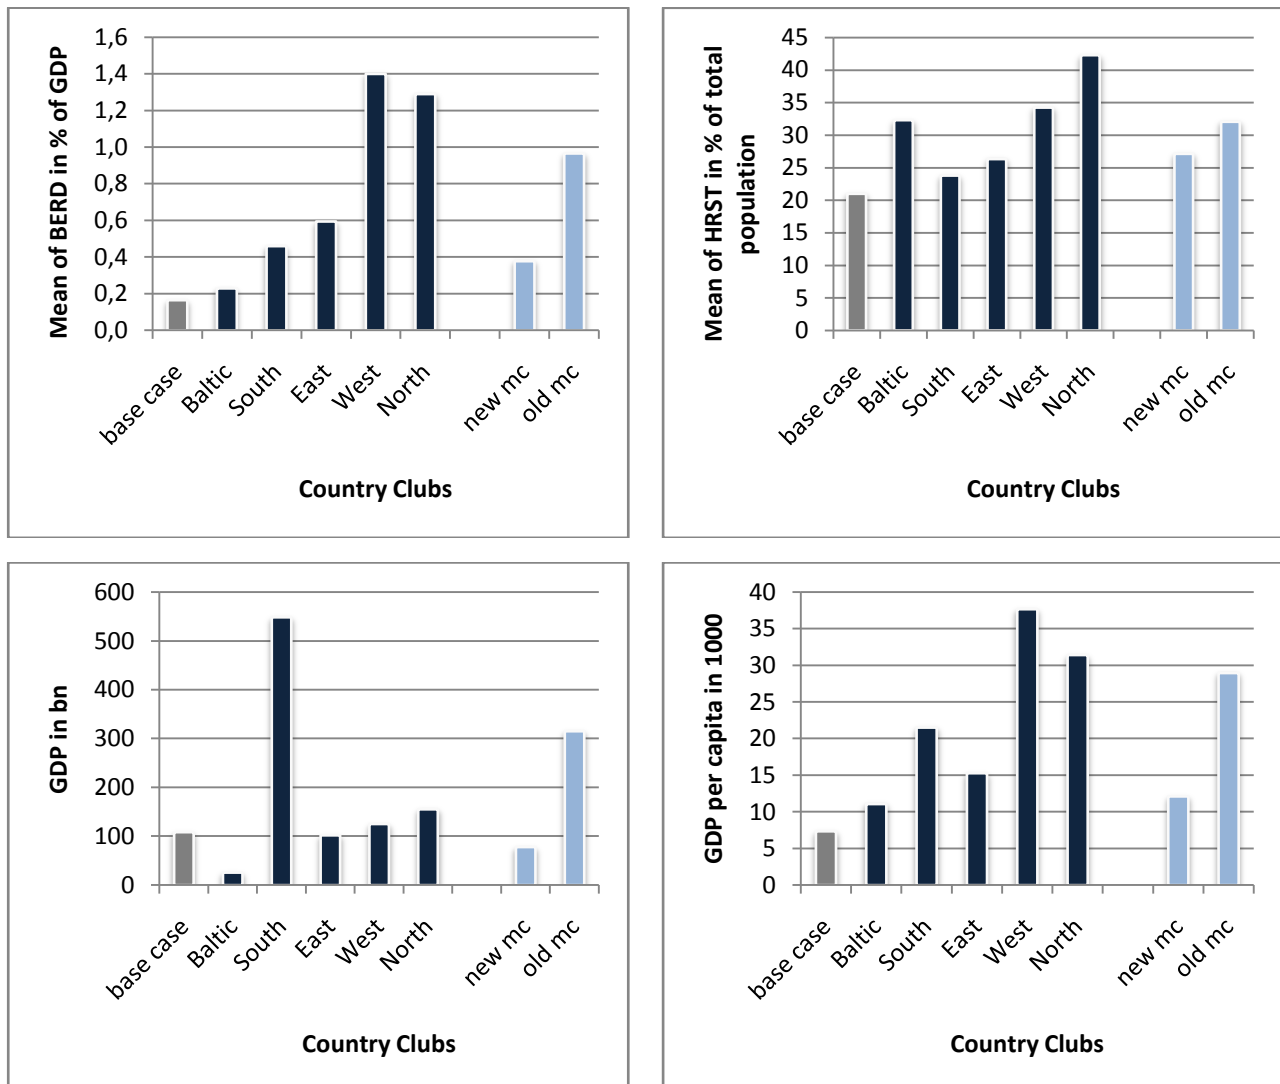 Mean of BERD in % of GDP
1,6
1,4
1,2
1,0
0,8
0,6
0,4
0,2
0,0
base case
Baltic
South
East
West
North
new mc
old mc
Country Clubs
Mean of HRST in % of total
population
45
40
35
30
25
20
15
10
5
0
base case
Baltic
South
East
West
North
new mc
old mc
Country Clubs
GDP in bn
600
500
400
300
200
100
0
base case
Baltic
South
East
West
North
new mc
old mc
Country Clubs
GDP per capita in 1000
40
35
30
25
20
15
10
5
0
base case
Baltic
South
East
West
North
new mc
old mc
Country Clubs